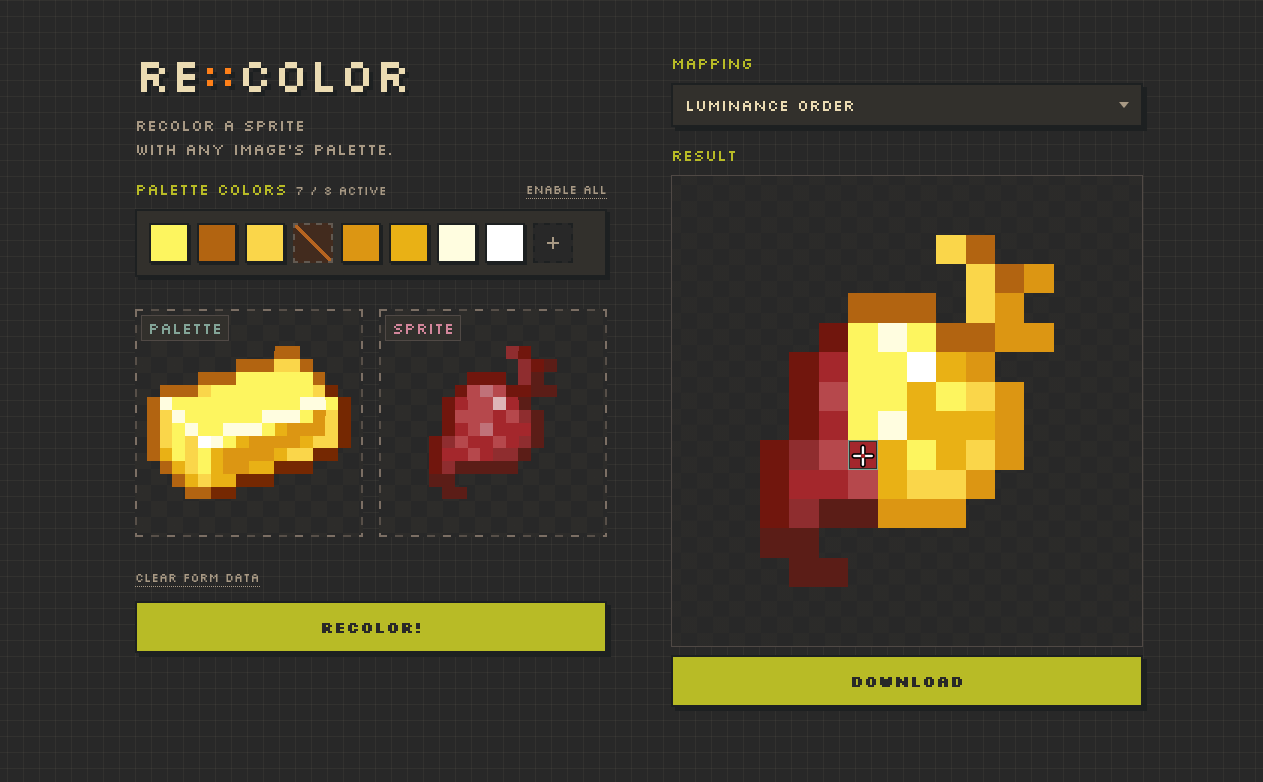 RE::COLOR
RECOLOR A SPRITE
WITH ANY IMAGE'S PALETTE.
PALETTE COLORS 7 / 8 ACTIVE
ENABLE ALL
+
PALETTE
SPRITE
CLEAR FORM DATA
RECOLOR!
MAPPING
LUMINANCE ORDER
RESULT
DOWNLOAD